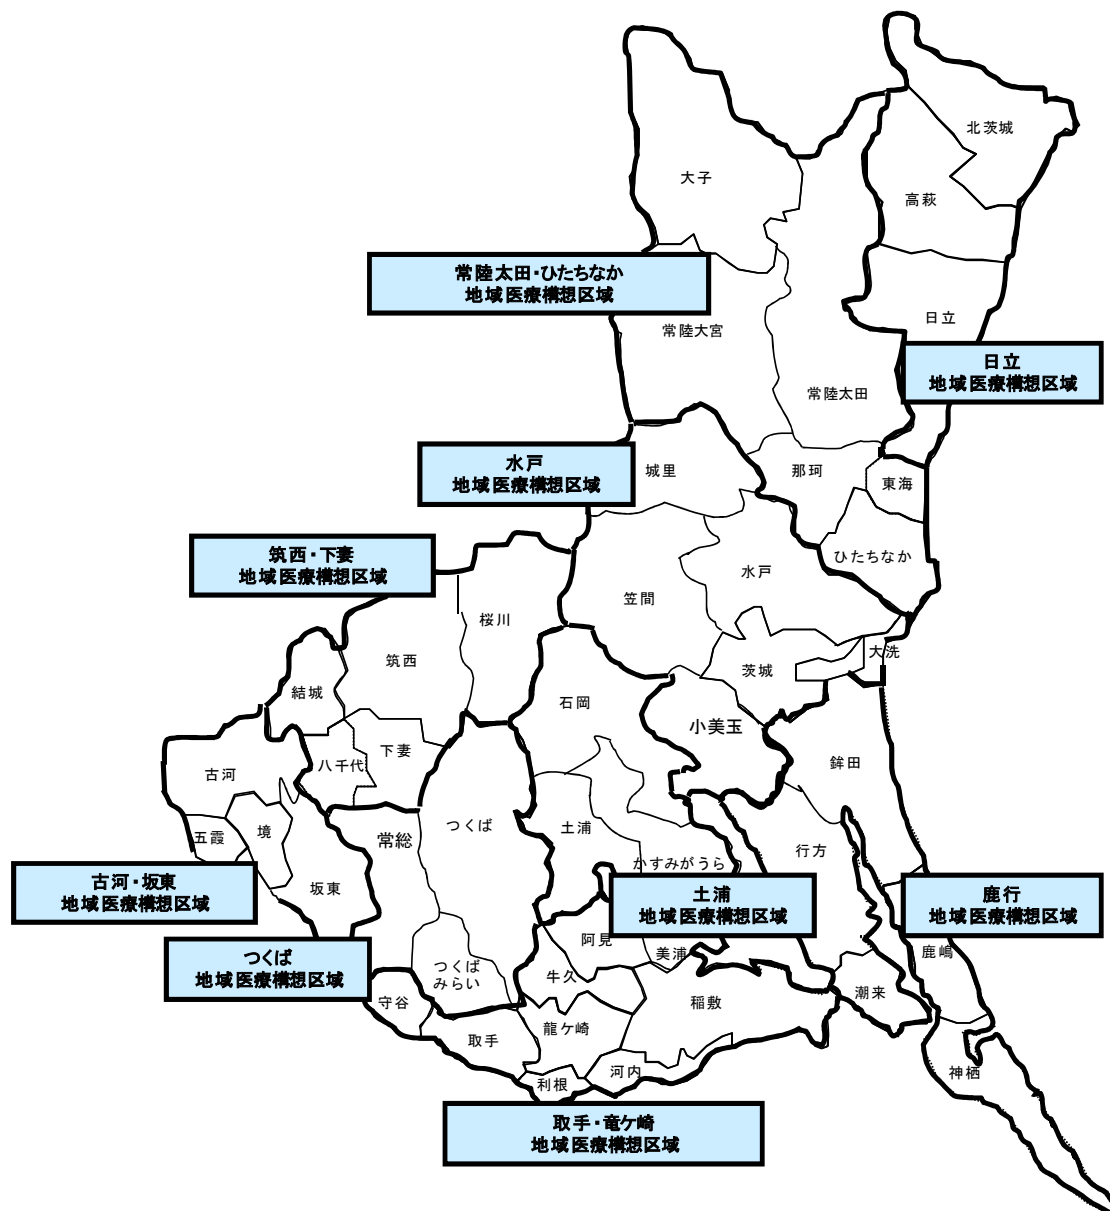 北茨城
大子
高萩
常陸太田・ひたちなか
地域医療構想区域
日立
常陸大宮
日立
地域医療構想区域
常陸太田
水戸
地域医療構想区域
城里
那珂
東海
筑西・下妻
地域医療構想区域
ひたちなか
水戸
笠間
桜川
大洗
筑西
茨城
結城
石岡
小美玉
下妻
八千代
鉾田
古河
つくば
土浦
境
五霞
常総
行方
かすみがうら
古河・坂東
地域医療構想区域
坂東
土浦
地域医療構想区域
鹿行
地域医療構想区域
阿見
美浦
鹿嶋
つくば
地域医療構想区域
つくば
みらい
牛久
潮来
守谷
稲敷
龍ケ崎
取手
河内
神栖
利根
取手・竜ケ崎
地域医療構想区域